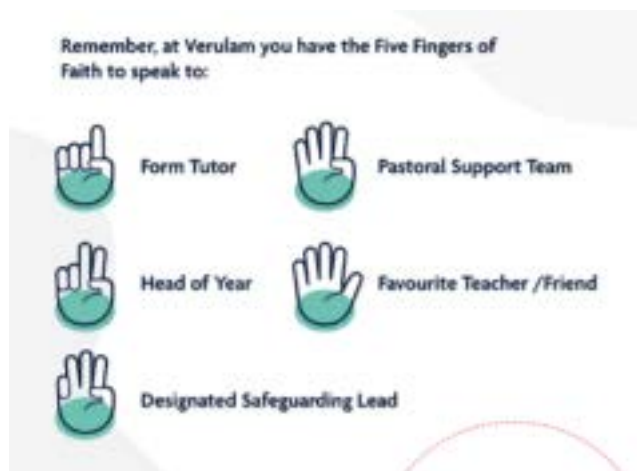 Remember, at Verulam you have the Five Fingers of
Faith to speak to:
Form Tutor
Pastoral Support Team
Head of Year
Favourite Teacher /Friend
Designated Safeguarding Lead